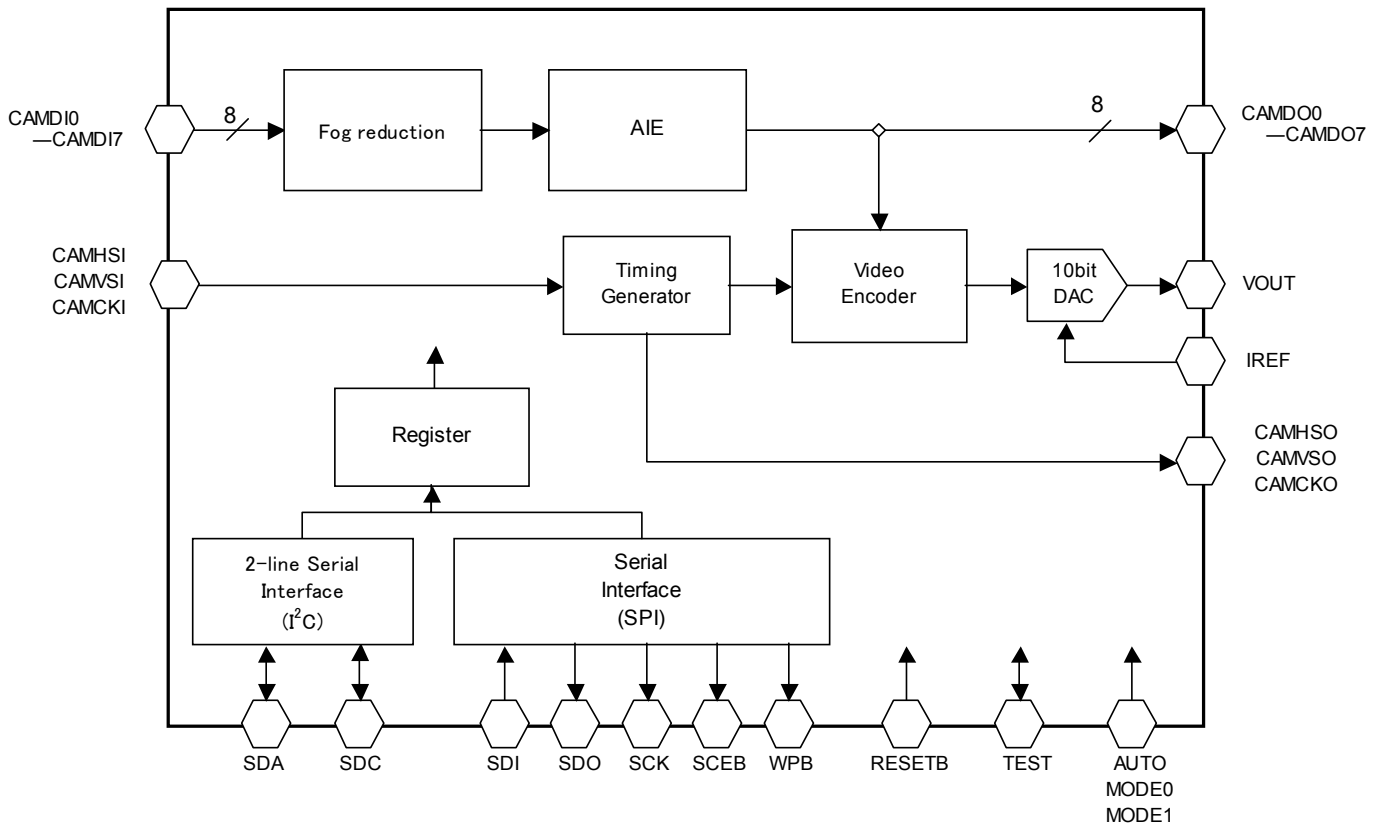 CAMDI0
—CAMDI7
8
Fog reduction
AIE
8
CAMDO0
—CAMDO7
CAMHSI
CAMVSI
CAMCKI
Timing
Generator
Video
Encoder
10bit
DAC
VOUT
IREF
Register
CAMHSO
CAMVSO
CAMCKO
2-line Serial
Interface
(I²C)
Serial
Interface
(SPI)
SDA
SDC
SDI
SDO
SCK
SCEB
WPB
RESETB
TEST
AUTO
MODE0
MODE1